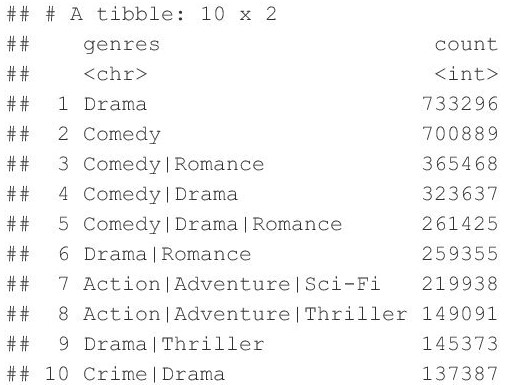 ## # A tibble: 10 x 2
##    genres                     count
##    <chr>                      <int>
##  1 Drama                     733296
##  2 Comedy                    700889
##  3 Comedy|Romance            365468
##  4 Comedy|Drama              323637
##  5 Comedy|Drama|Romance      261425
##  6 Drama|Romance             259355
##  7 Action|Adventure|Sci-Fi   219938
##  8 Action|Adventure|Thriller 149091
##  9 Drama|Thriller            145373
## 10 Crime|Drama               137387